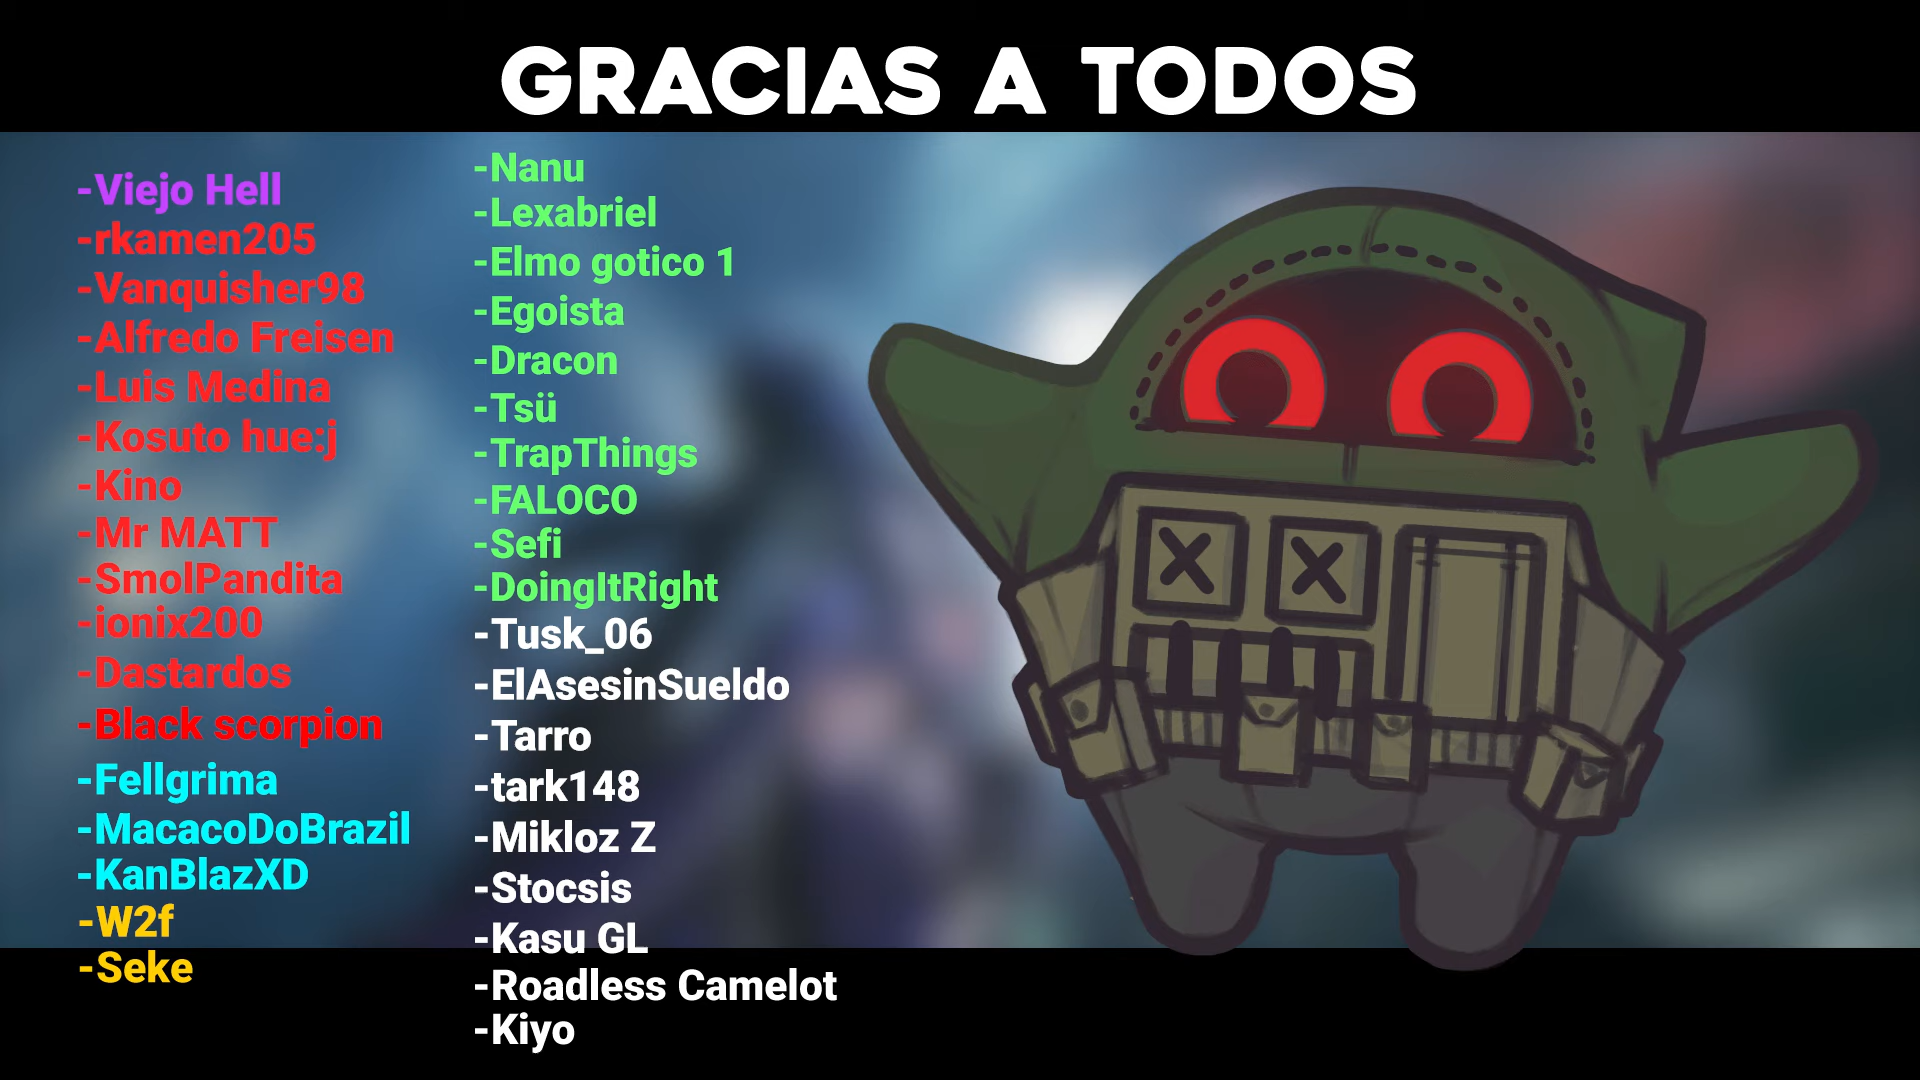 GRACIAS A TODOS
-Viejo Hell
-rkamen205
-Vanquisher98
-Alfredo Freisen
-Luis Medina
-Kosuto hue:j
-Kino
-Mr MATT
-SmolPandita
-ionix200
-Dastardos
-Black scorpion
-Fellgrima
-MacacoDoBrazil
-KanBlazXD
-W2f
-Seke
-Nanu
-Lexabriel
-Elmo gotico 1
-Egoista
-Dracon
-Tsü
-TrapThings
-FALOCO
-Sefi
-DoingItRight
-Tusk_06
-ElAsesinSueldo
-Tarro
-tark148
-Mikloz Z
-Stocsis
-Kasu GL
-Roadless Camelot
-Kiyo